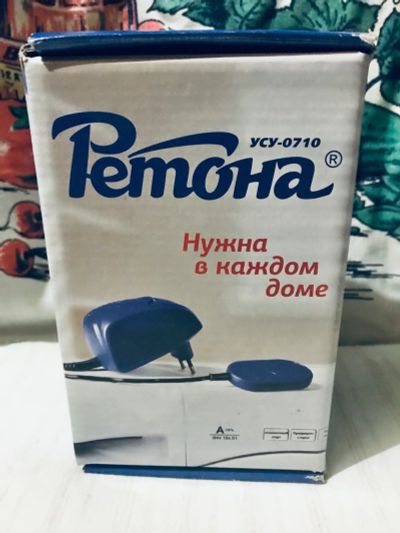 УСУ-0710
Ретона®
Нужна
в каждом
доме
A